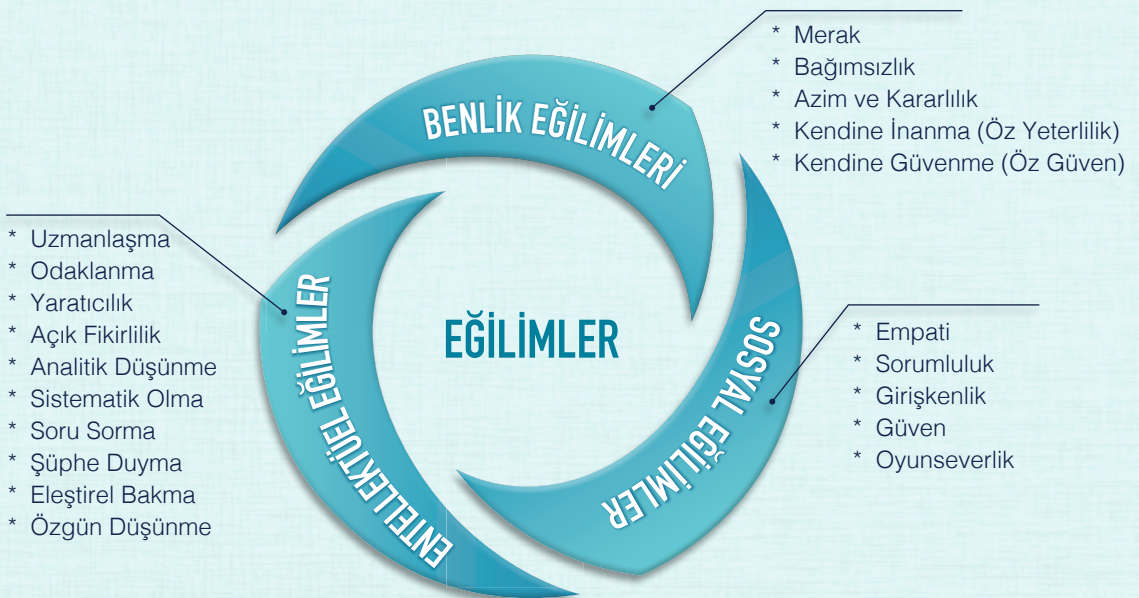 BENLİK EĞİLİMLERİ
* Merak
* Bağımsızlık
* Azim ve Kararlılık
* Kendine İnanma (Öz Yeterlilik)
* Kendine Güvenme (Öz Güven)
ENTELLEKTÜEL EĞİLİMLER
* Uzmanlaşma
* Odaklanma
* Yaratıcılık
* Açık Fikirlilik
* Analitik Düşünme
* Sistematik Olma
* Soru Sorma
* Şüphe Duyma
* Eleştirel Bakma
* Özgün Düşünme
EĞİLİMLER
SOSYAL EĞİLİMLER
* Empati
* Sorumluluk
* Girişkenlik
* Güven
* Oyunseverlik